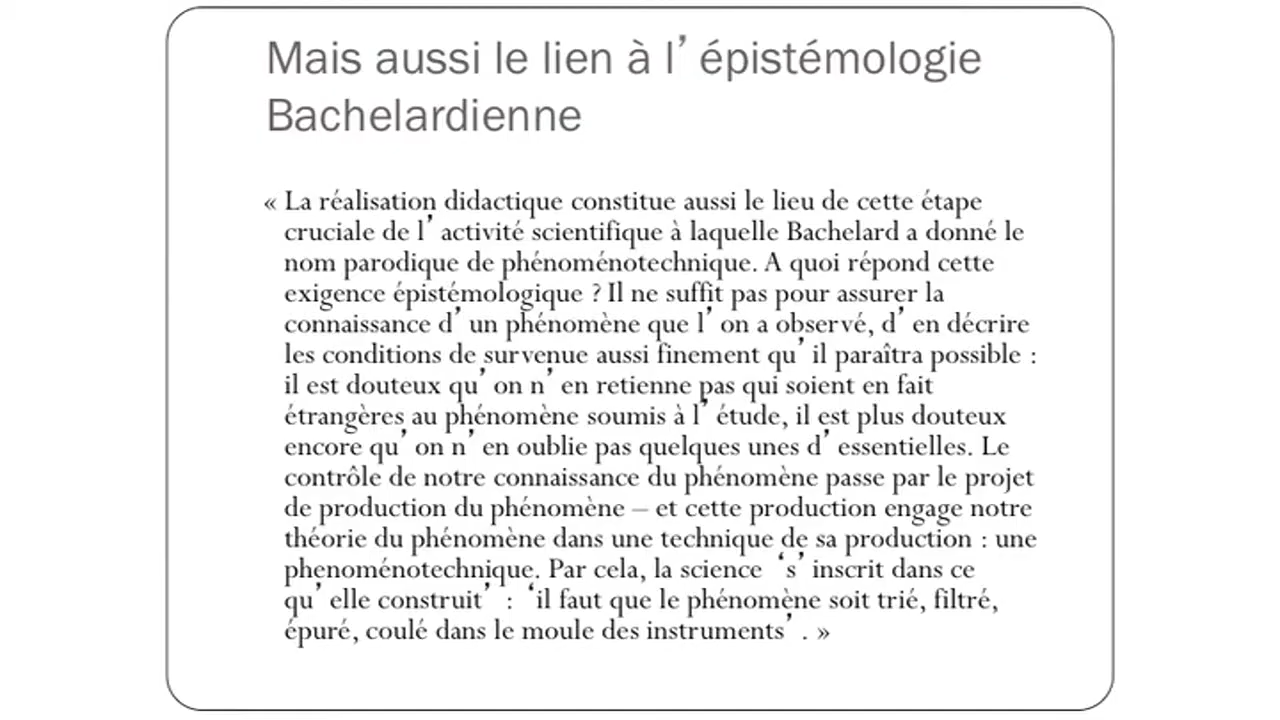 Mais aussi le lien à l’ épistémologie
Bachelardienne
« La réalisation didactique constitue aussi le lieu de cette étape
cruciale de l’ activité scientifique à laquelle Bachelard a donné le
nom parodique de phénoménotechnique. A quoi répond cette
exigence épistémologique ? Il ne suffit pas pour assurer la
connaissance d’ un phénomène que l’ on a observé, d’ en décrire
les conditions de survenue aussi finement qu’ il paraîtra possible :
il est douteux qu’ on n’ en retienne pas qui soient en fait
étrangères au phénomène soumis à l’ étude, il est plus douteux
encore qu’ on n’ en oublie pas quelques unes d’ essentielles. Le
contrôle de notre connaissance du phénomène passe par le projet
de production du phénomène – et cette production engage notre
théorie du phénomène dans une technique de sa production : une
phenoménotechnique. Par cela, la science ‘s’ inscrit dans ce
qu’ elle construit’ : ‘il faut que le phénomène soit trié, filtré,
épuré, coulé dans le moule des instruments’ . »